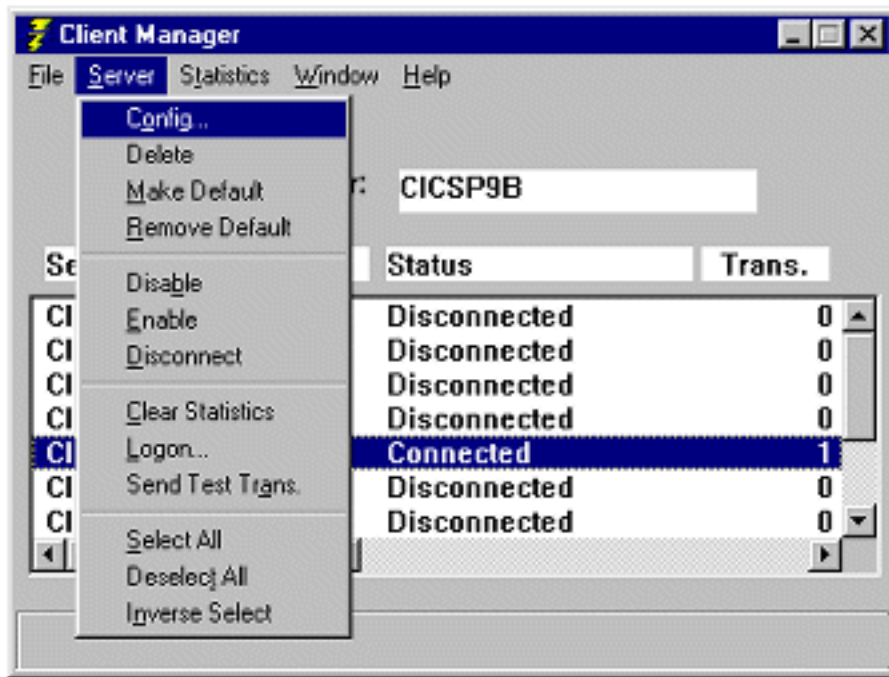 Client Manager
File Server Statistics Window Help
Config...
Delete
Make Default
Remove Default
Disable
Enable
Disconnect
Clear Statistics
Logon...
Send Test Trans.
Select All
Deselect All
Inverse Select
r: CICSP9B
Se Status Trans.
CI Disconnected 0
CI Disconnected 0
CI Disconnected 0
CI Disconnected 0
CI Connected 1
CI Disconnected 0
CI Disconnected 0